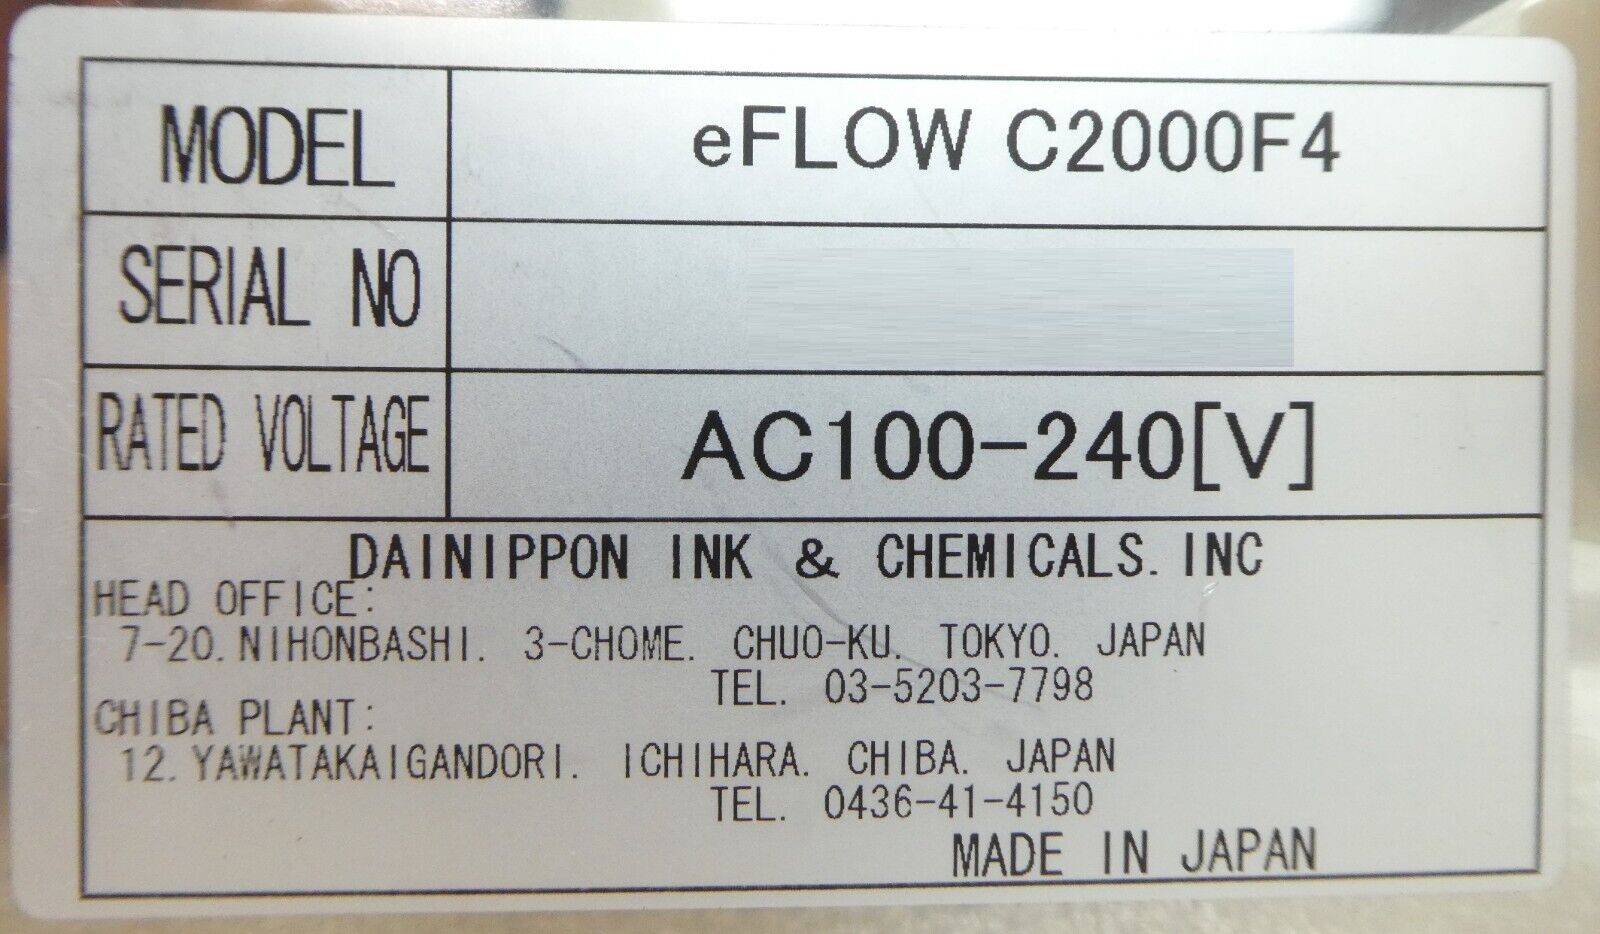 MODEL eFLOW C2000F4
SERIAL NO
RATED VOLTAGE AC100-240[V]
DAINIPPON INK & CHEMICALS. INC
HEAD OFFICE:
7-20. NIHONBASHI. 3-CHOME. CHUO-KU. TOKYO. JAPAN
TEL. 03-5203-7798
CHIBA PLANT:
12. YAWATAKAIGANDORI. ICHIHARA. CHIBA. JAPAN
TEL. 0436-41-4150
MADE IN JAPAN